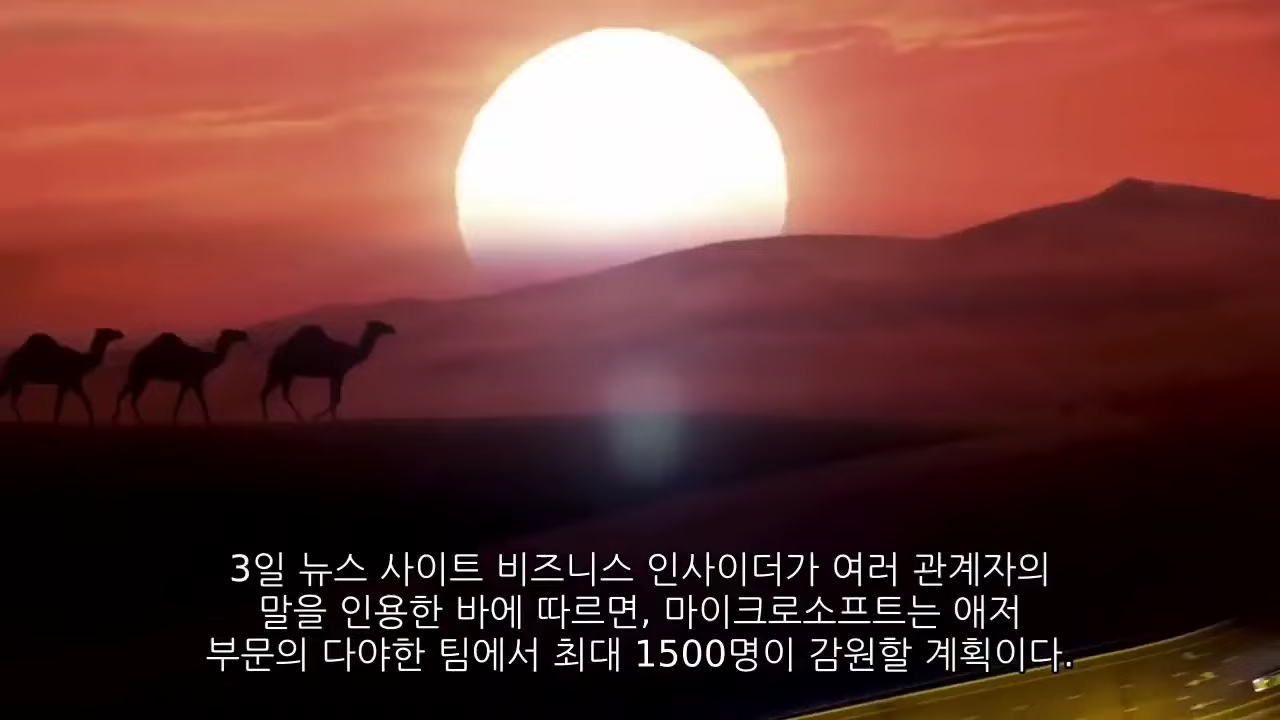 3일 뉴스 사이트 비즈니스 인사이더가 여러 관계자의
말을 인용한 바에 따르면, 마이크로소프트는 애저
부문의 다야한 팀에서 최대 1500명이 감원할 계획이다.